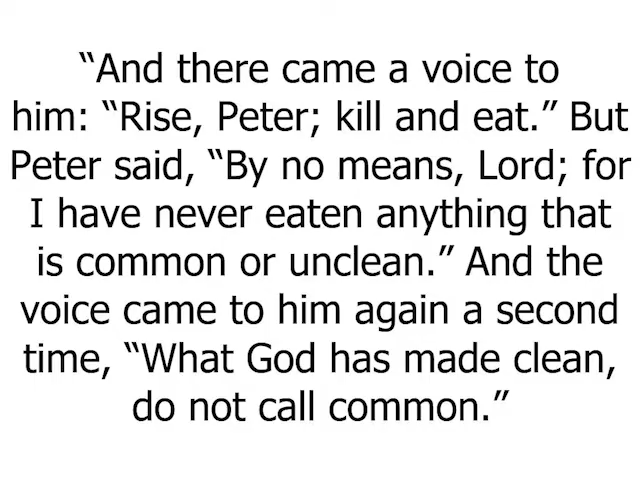 “And there came a voice to
him: “Rise, Peter; kill and eat.” But
Peter said, “By no means, Lord; for
I have never eaten anything that
is common or unclean.” And the
voice came to him again a second
time, “What God has made clean,
do not call common.”